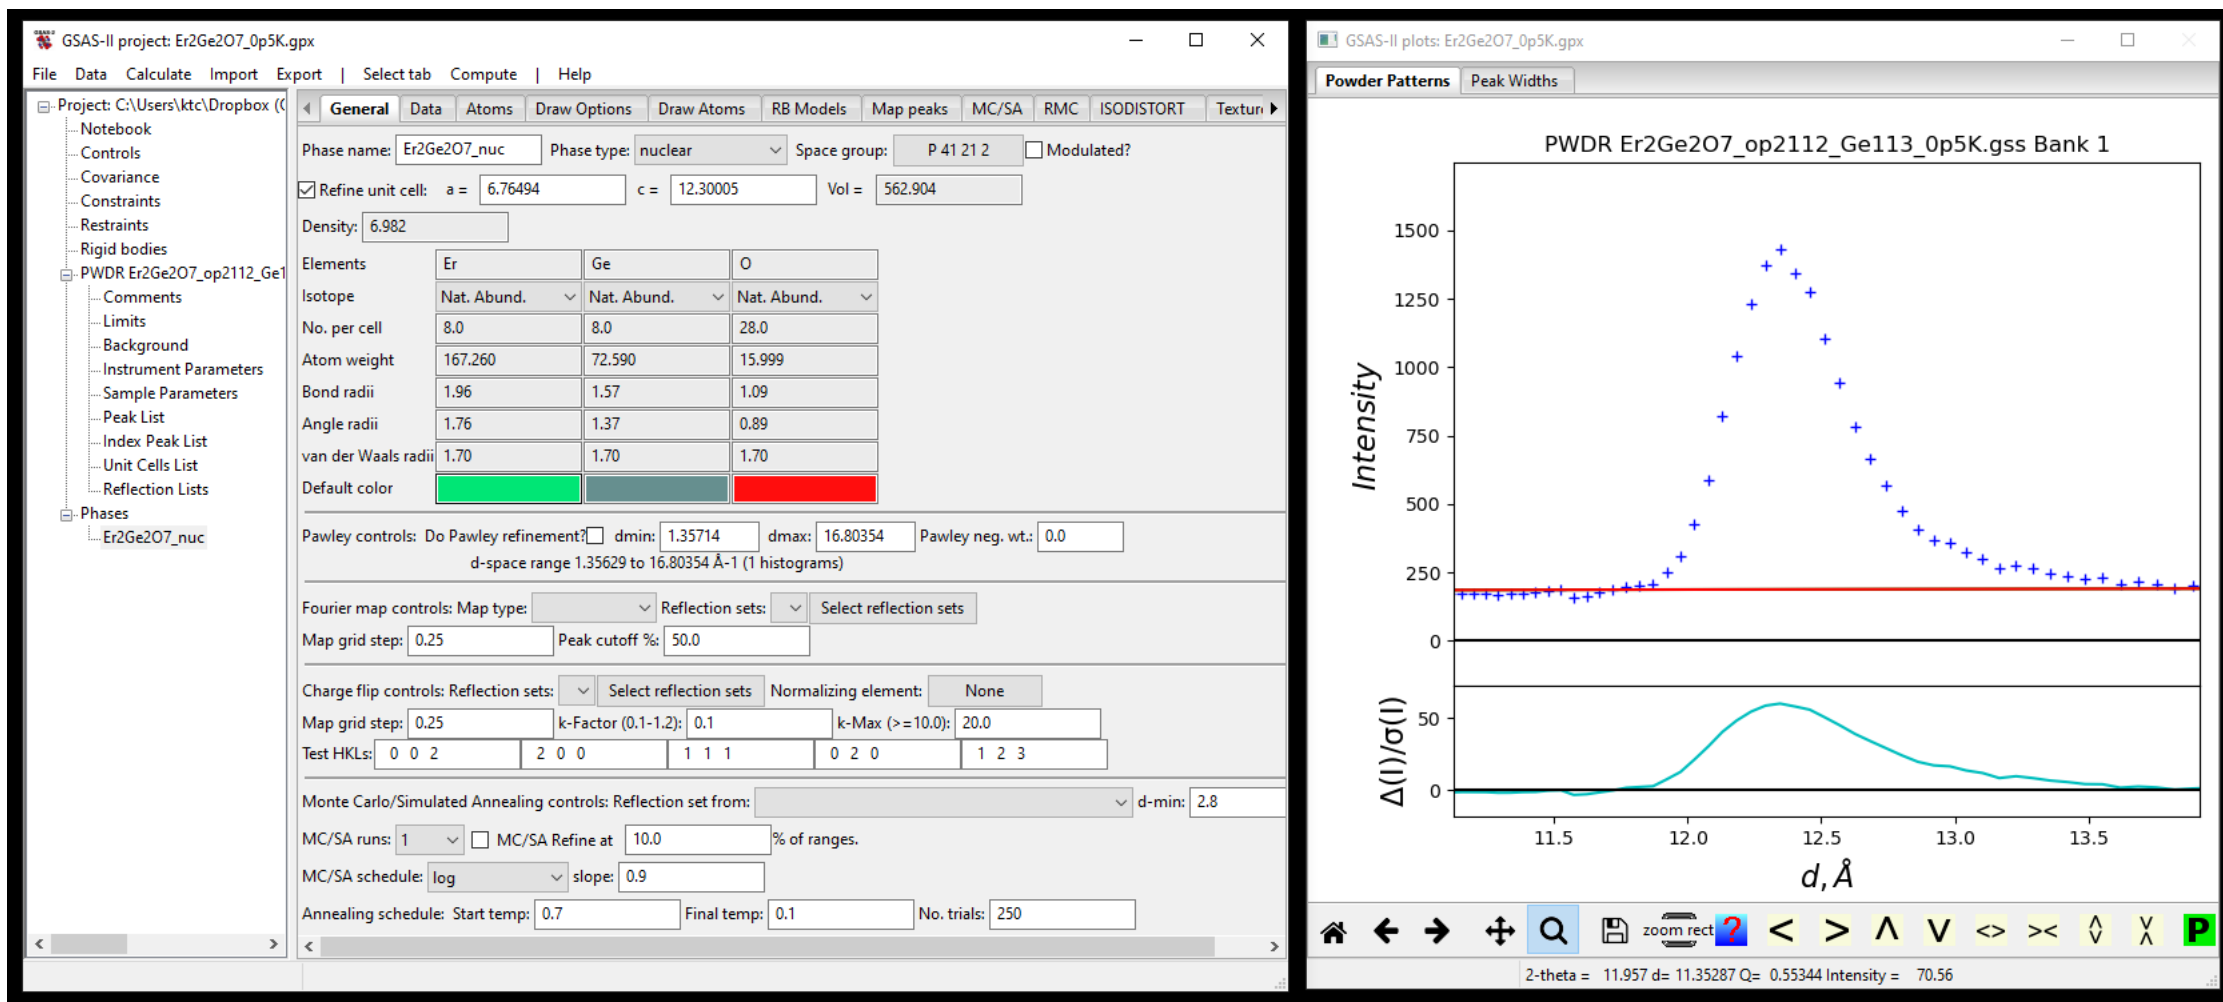 GSAS-II project: Er2Ge2O7_0p5K.gpx
File Data Calculate Import Export | Select tab Compute | Help
Project: C:\Users\ktc\Dropbox (
Notebook
Controls
Covariance
Constraints
Restraints
Rigid bodies
PWDR Er2Ge2O7_op2112_Ge1
Comments
Limits
Background
Instrument Parameters
Sample Parameters
Peak List
Index Peak List
Unit Cells List
Reflection Lists
Phases
Er2Ge2O7_nuc
General Data Atoms Draw Options Draw Atoms RB Models Map peaks MC/SA RMC ISODISTORT Textur
Phase name: Er2Ge2O7_nuc Phase type: nuclear Space group: P 41 21 2 Modulated?
Refine unit cell: a = 6.76494 c = 12.30005 Vol = 562.904
Density: 6.982
Elements Er Ge O
Isotope Nat. Abund. Nat. Abund. Nat. Abund.
No. per cell 8.0 8.0 28.0
Atom weight 167.260 72.590 15.999
Bond radii 1.96 1.57 1.09
Angle radii 1.76 1.37 0.89
van der Waals radii 1.70 1.70 1.70
Default color
Pawley controls: Do Pawley refinement? dmin: 1.35714 dmax: 16.80354 Pawley neg. wt.: 0.0
d-space range 1.35629 to 16.80354 Å-1 (1 histograms)
Fourier map controls: Map type: Reflection sets: Select reflection sets
Map grid step: 0.25 Peak cutoff %: 50.0
Charge flip controls: Reflection sets: Select reflection sets Normalizing element: None
Map grid step: 0.25 k-Factor (0.1-1.2): 0.1 k-Max (>=10.0): 20.0
Test HKLs: 0 0 2 2 0 0 1 1 1 0 2 0 1 2 3
Monte Carlo/Simulated Annealing controls: Reflection set from: d-min: 2.8
MC/SA runs: 1 MC/SA Refine at 10.0 % of ranges.
MC/SA schedule: log slope: 0.9
Annealing schedule: Start temp: 0.7 Final temp: 0.1 No. trials: 250
GSAS-II plots: Er2Ge2O7_0p5K.gpx
Powder Patterns Peak Widths
PWDR Er2Ge2O7_op2112_Ge113_0p5K.gss Bank 1
Intensity
1500
1250
1000
750
500
250
0
Δ(I)/σ(I)
50
0
11.5 12.0 12.5 13.0 13.5
d, Å
zoom rect ? < > Λ V <> >< P
2-theta = 11.957 d= 11.35287 Q= 0.55344 Intensity = 70.56